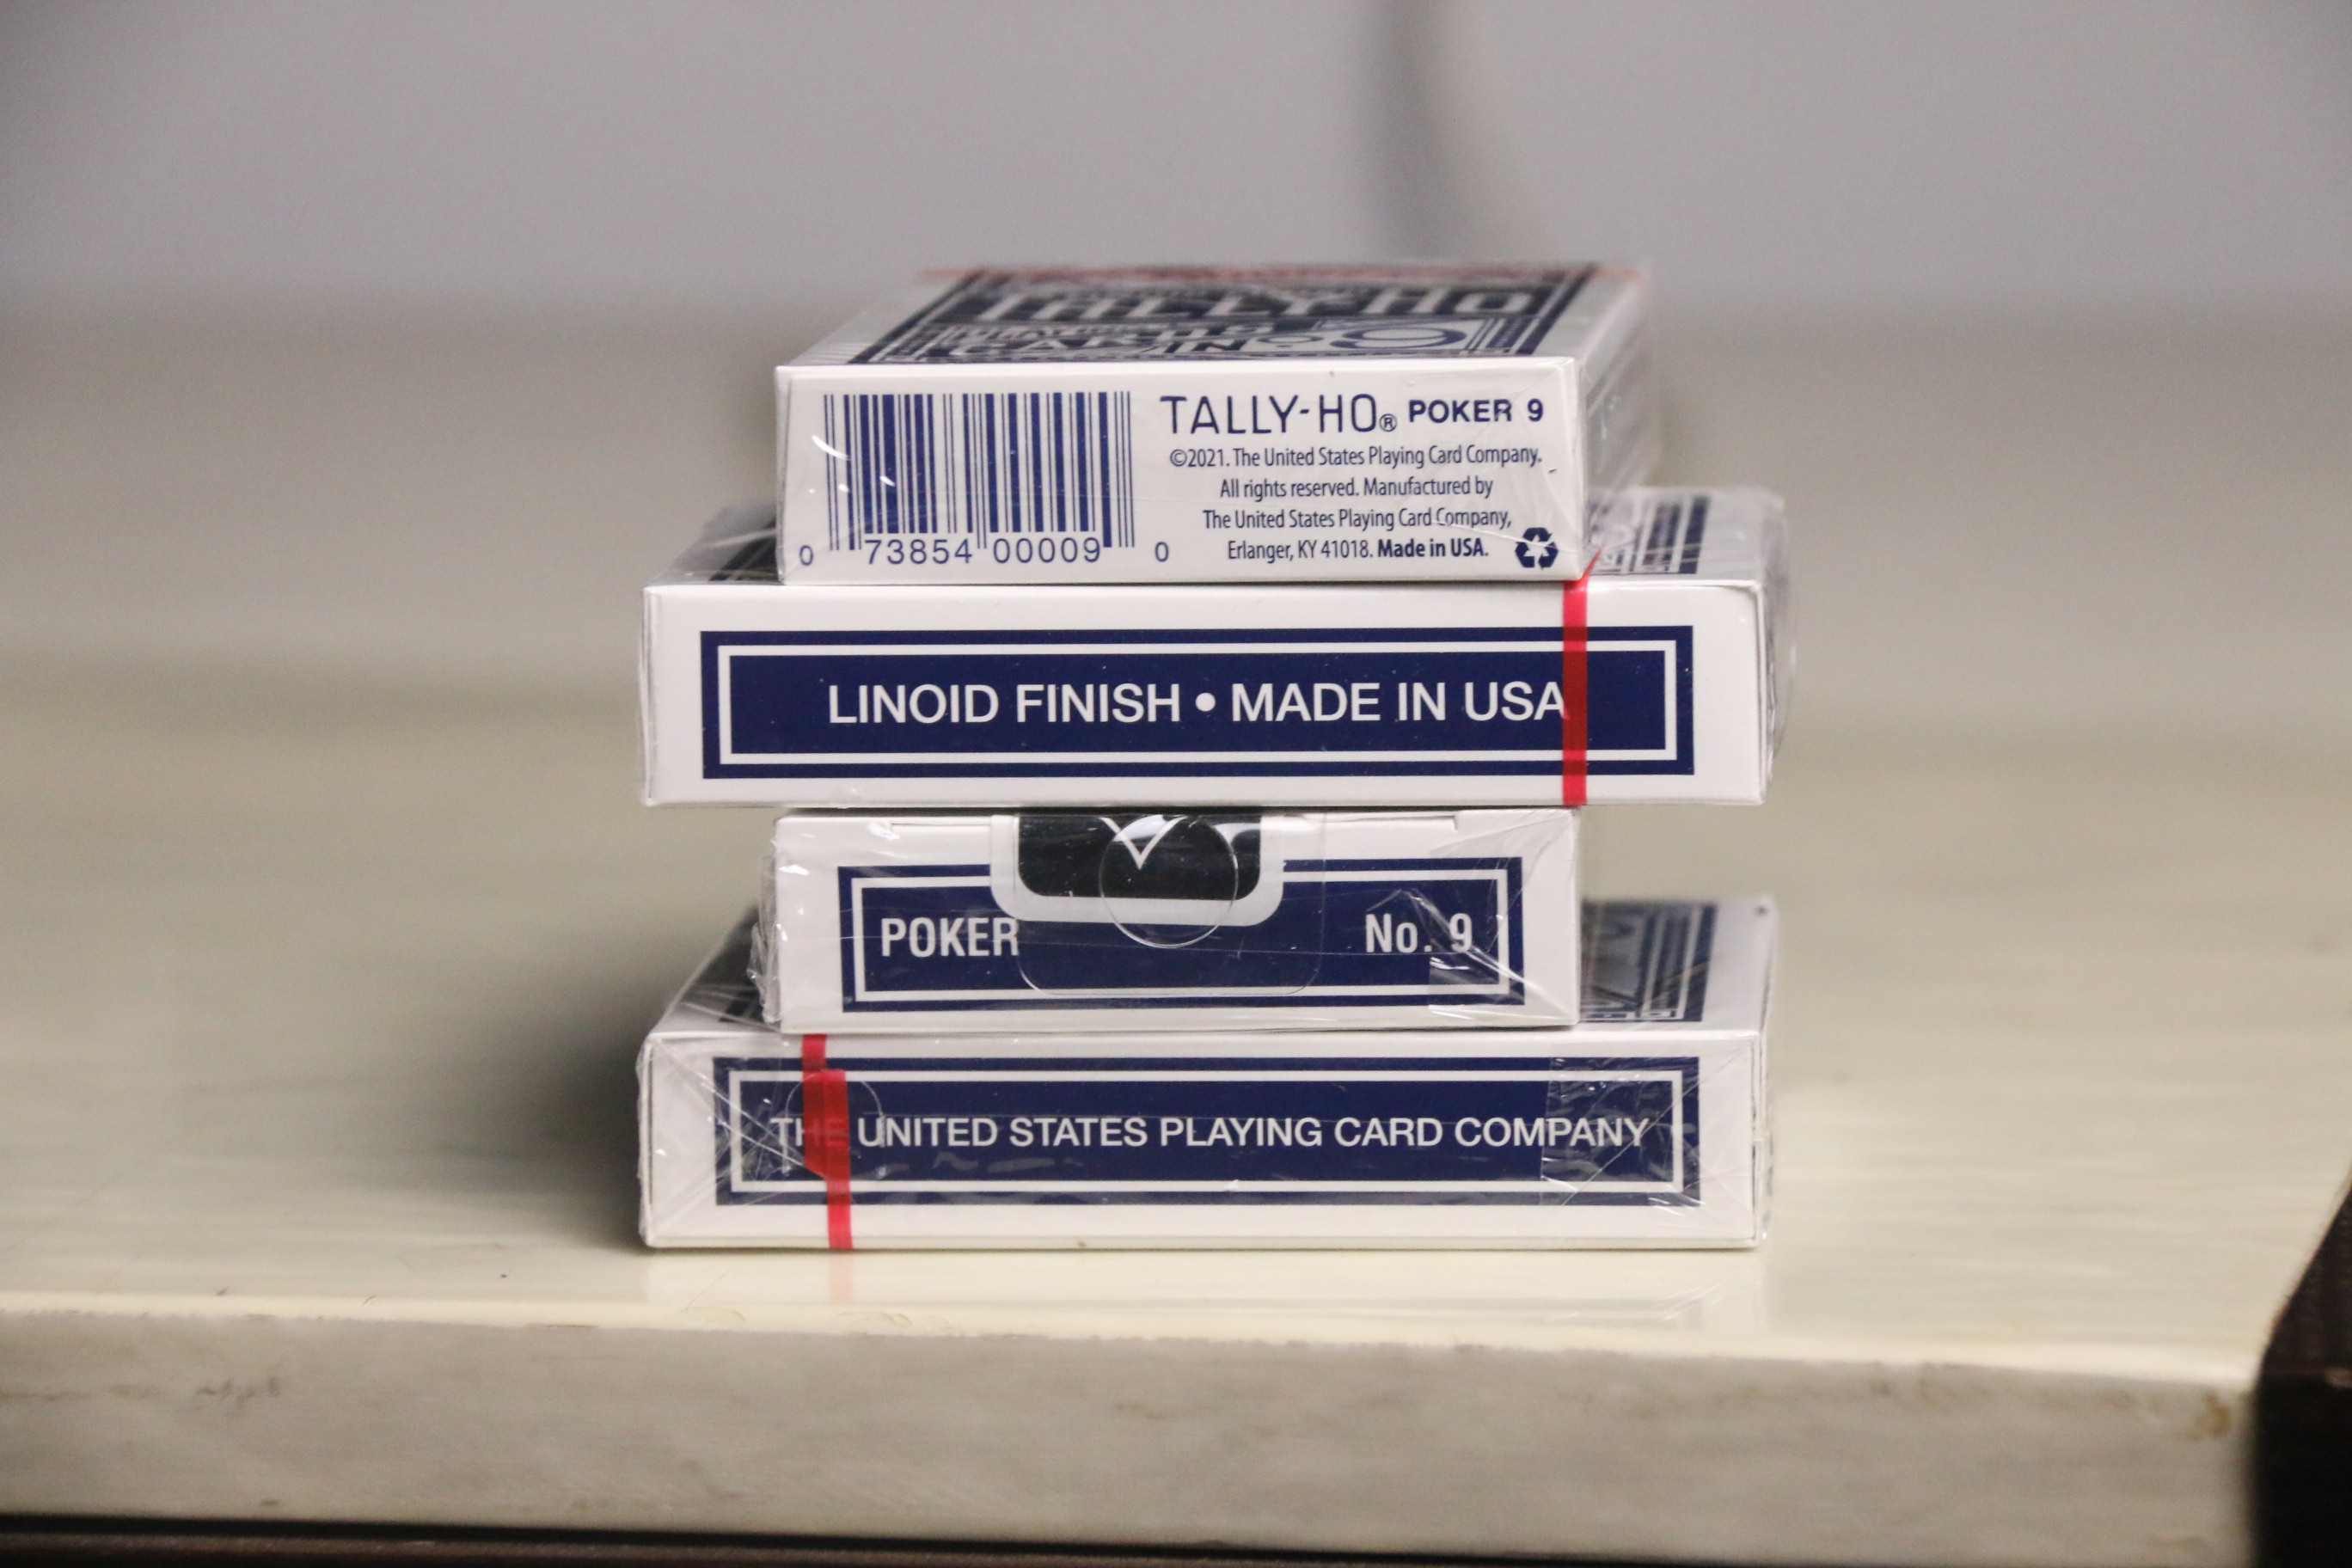 TALLY-HO
TALLY-HO® POKER 9
©2021. The United States Playing Card Company.
All rights reserved. Manufactured by
The United States Playing Card Company,
Erlanger, KY 41018. Made in USA.
0 73854 00009 0
LINOID FINISH • MADE IN USA
POKER No. 9
THE UNITED STATES PLAYING CARD COMPANY